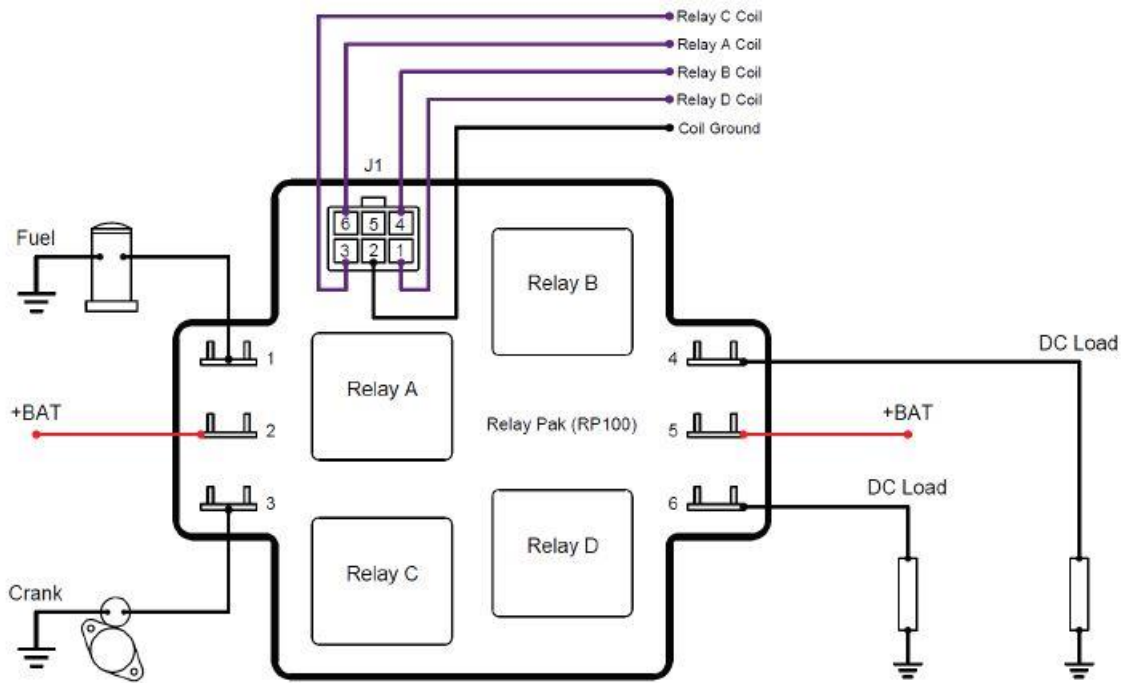 Relay C Coil
Relay A Coil
Relay B Coil
Relay D Coil
Coil Ground
J1
6 5 4
3 2 1
Fuel
Relay B
1
4
DC Load
Relay A
+BAT
2
Relay Pak (RP100)
5
+BAT
3
6
DC Load
Relay D
Relay C
Crank